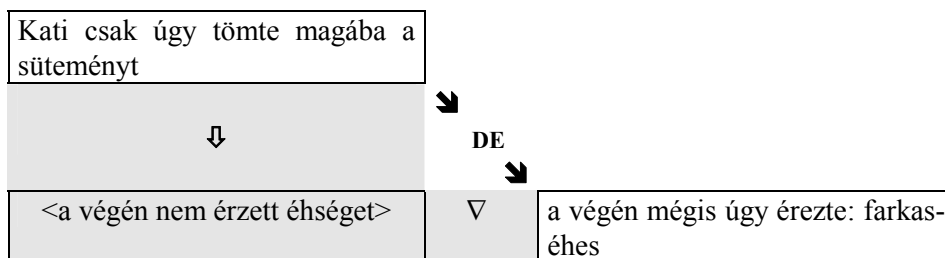 Kati csak úgy tömte magába a
süteményt
DE
<a végén nem érzett éhséget>
∇
a végén mégis úgy érezte: farkas-
éhes